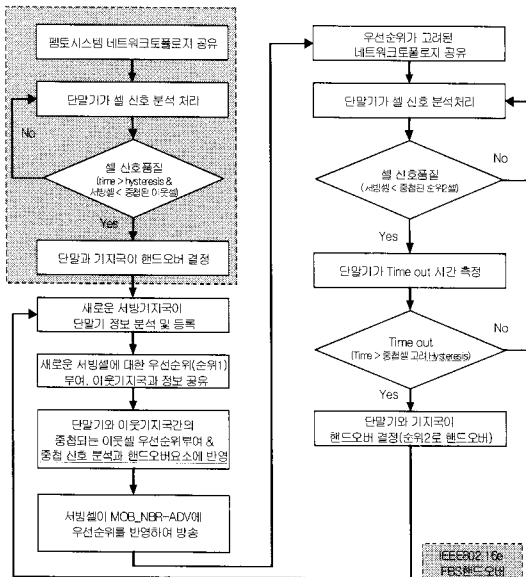 펨토시스템 네트워크토폴로지 공유
단말기가 셀 신호 분석 처리
No
셀 신호품질
(time > hysteresis &
서빙셀 < 중첩된 이웃셀)
Yes
단말과 기지국이 핸드오버 결정
새로운 서빙기지국이
단말기 정보 분석 및 등록
새로운 서빙셀에 대한 우선순위(순위1)
부여, 이웃기지국과 정보 공유
단말기와 이웃기지국간의
중첩되는 이웃셀 우선순위부여 &
중첩 신호 분석과 핸드오버요소에 반영
서빙셀이 MOB_NBR-ADV에
우선순위를 반영하여 방송
우선순위가 고려된
네트워크토폴로지 공유
단말기가 셀 신호 분석처리
셀 신호품질
(서빙셀 < 중첩된 순위2셀)
No
Yes
단말기가 Time out 시간 측정
Time out
(Time > 중첩셀 고려,Hysteresis)
No
Yes
단말기와 기지국이
핸드오버 결정(순위2로 핸드오버)
IEEE802.16e
FBSS핸드오버